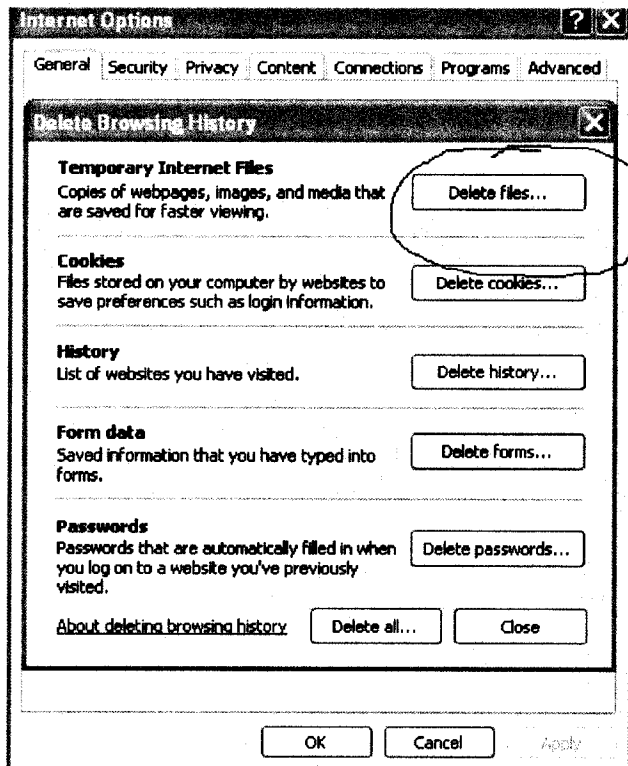 Internet Options
General Security Privacy Content Connections Programs Advanced
Delete Browsing History
Temporary Internet Files
Copies of webpages, images, and media that
are saved for faster viewing.
Delete files...
Cookies
Files stored on your computer by websites to
save preferences such as login information.
Delete cookies...
History
List of websites you have visited.
Delete history...
Form data
Saved information that you have typed into
forms.
Delete forms...
Passwords
Passwords that are automatically filled in when
you log on to a website you've previously
visited.
Delete passwords...
About deleting browsing history
Delete all...
Close
OK
Cancel
Apply